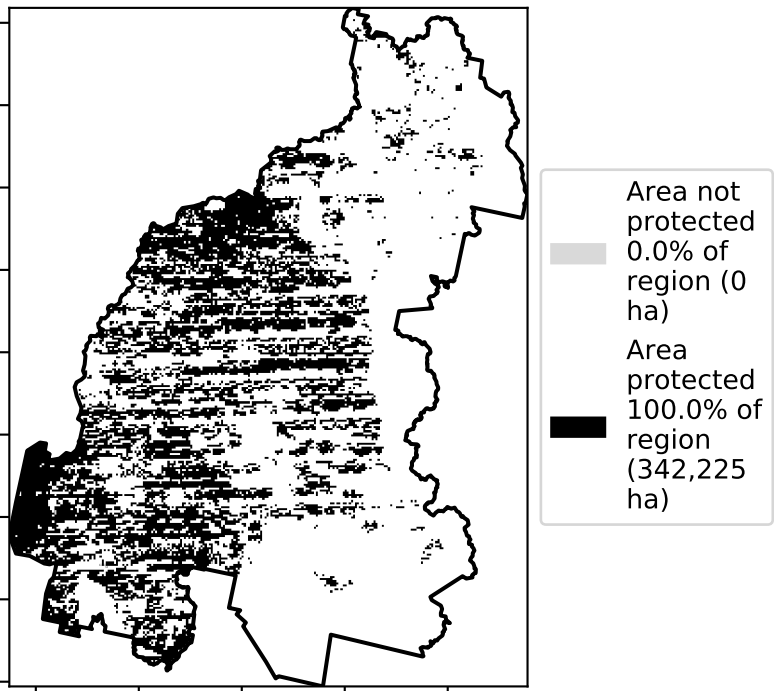 Area not
protected
0.0% of
region (0
ha)
Area
protected
100.0% of
region
(342,225
ha)